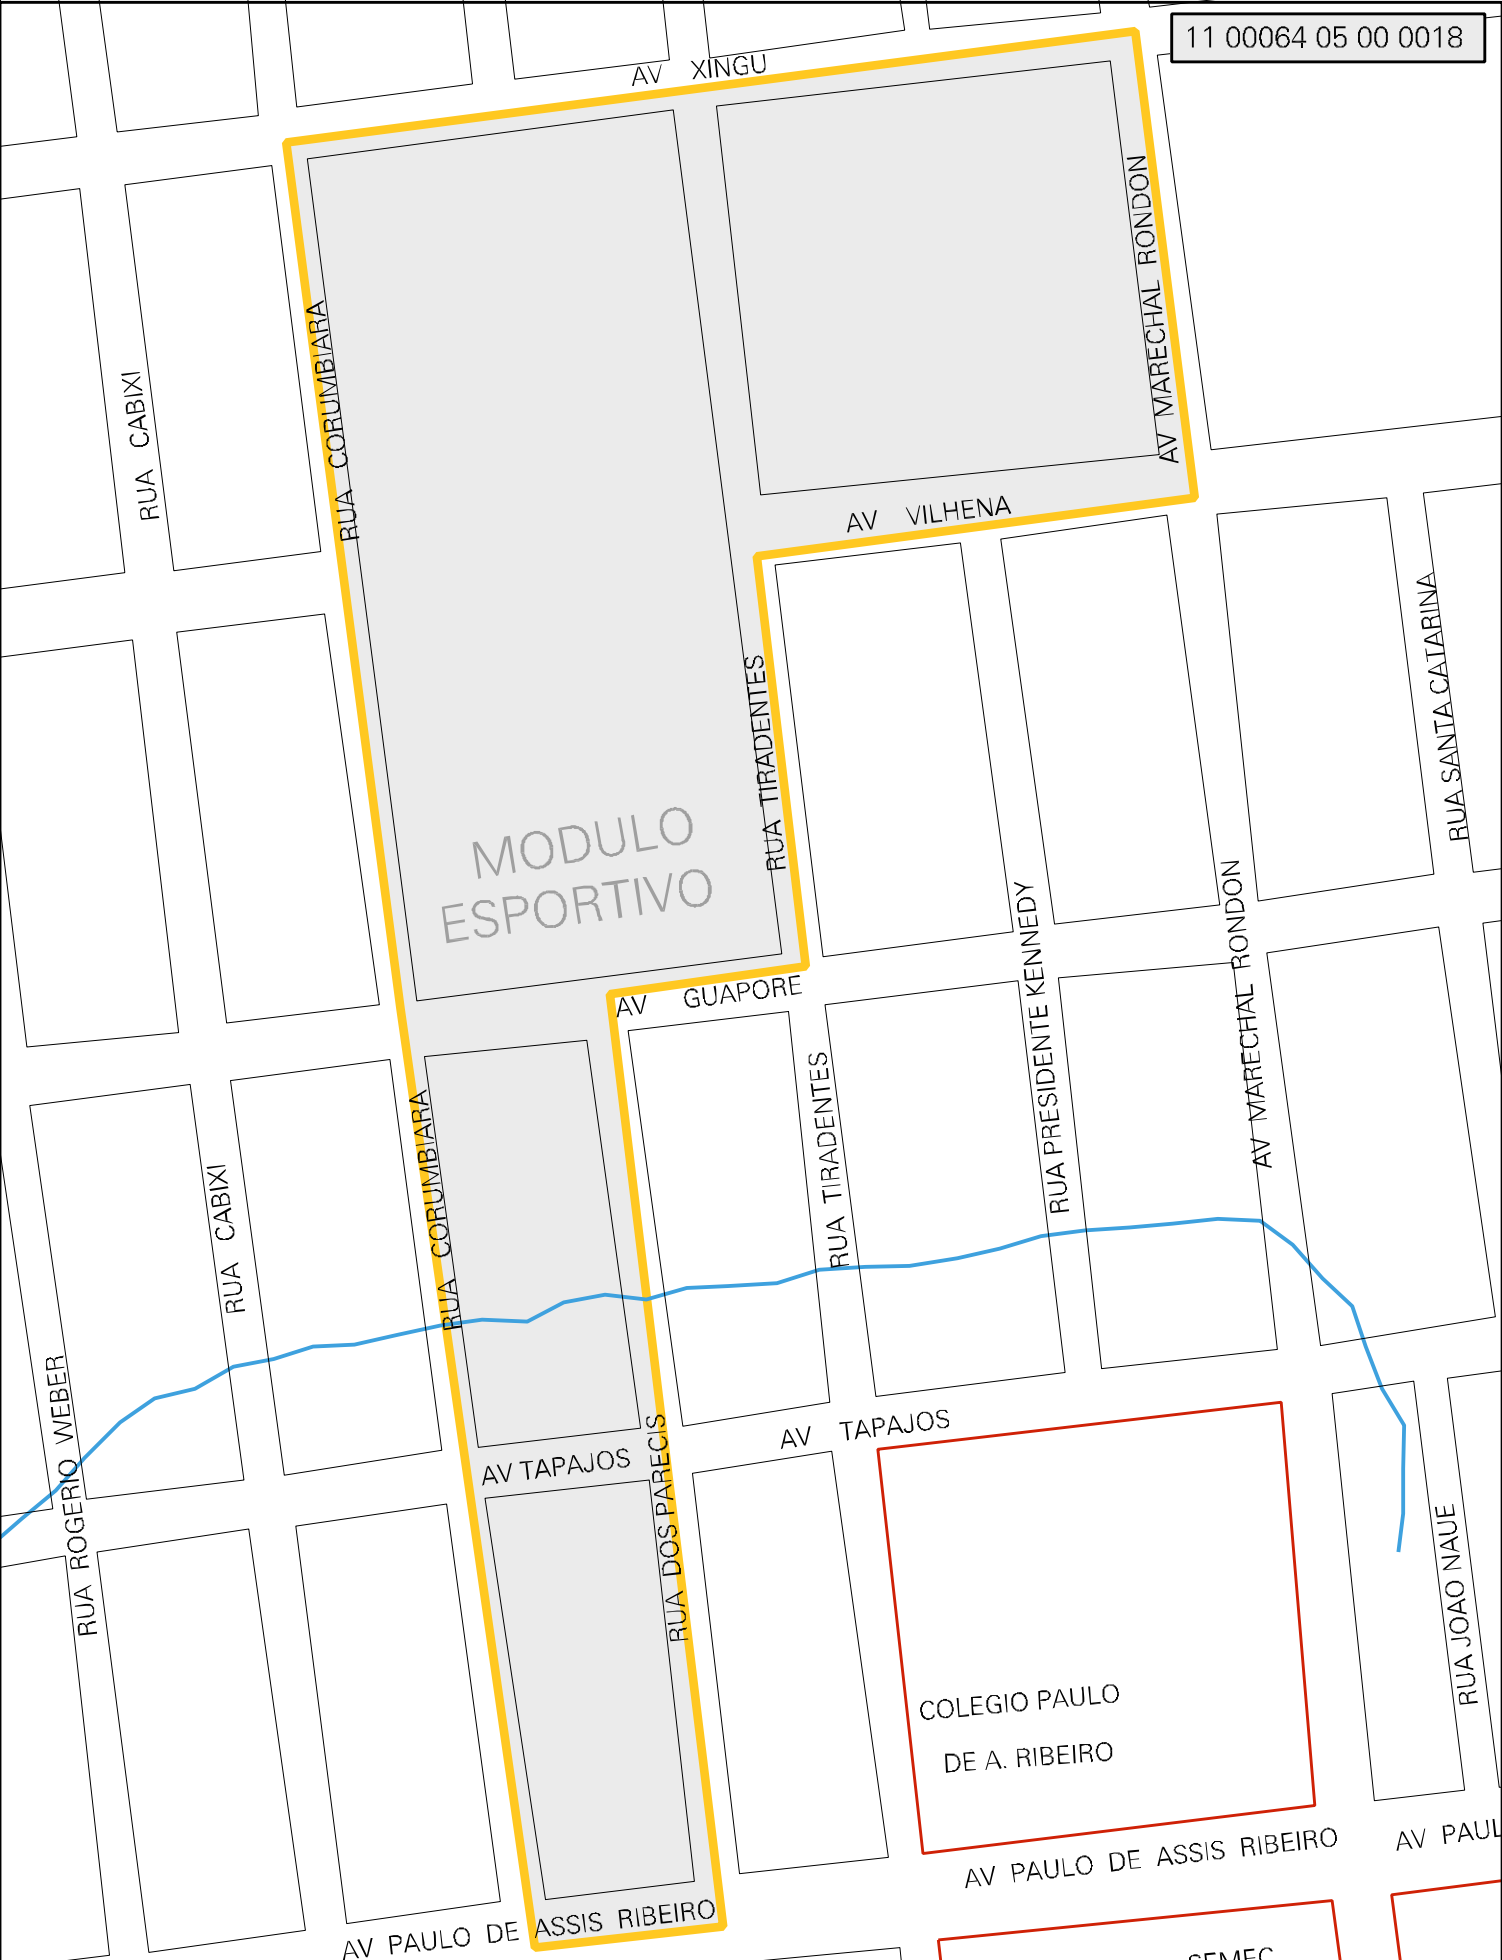 11 00064 05 00 0018
AV XINGU
AV MARECHAL RONDON
RUA CORUMBIARA
RUA CABIXI
AV VILHENA
RUA SANTA CATARINA
RUA TIRADENTES
MODULO
ESPORTIVO
AV GUAPORE
RUA PRESIDENTE KENNEDY
AV MARECHAL RONDON
RUA TIRADENTES
RUA CORUMBIARA
RUA CABIXI
RUA ROGERIO WEBER
AV TAPAJOS
AV TAPAJOS
RUA DOS PARECIS
RUA JOAO NAUE
COLEGIO PAULO
DE A. RIBEIRO
AV PAULO DE ASSIS RIBEIRO
AV PAUL
AV PAULO DE ASSIS RIBEIRO
SEMEC